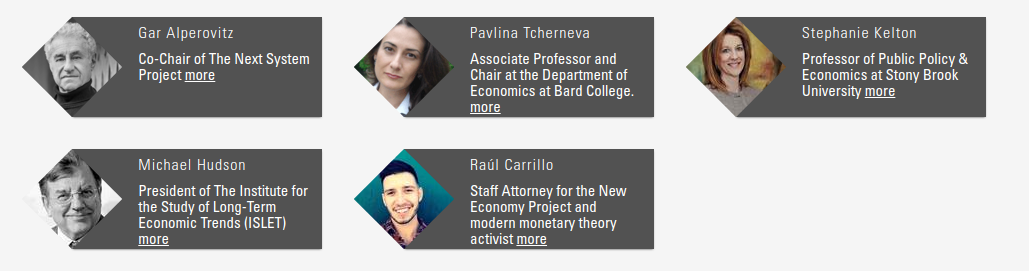 Gar Alperovitz
Co-Chair of The Next System
Project more
Pavlina Tcherneva
Associate Professor and
Chair at the Department of
Economics at Bard College.
more
Stephanie Kelton
Professor of Public Policy &
Economics at Stony Brook
University more
Michael Hudson
President of The Institute for
the Study of Long-Term
Economic Trends (ISLET)
more
Raúl Carrillo
Staff Attorney for the New
Economy Project and
modern monetary theory
activist more